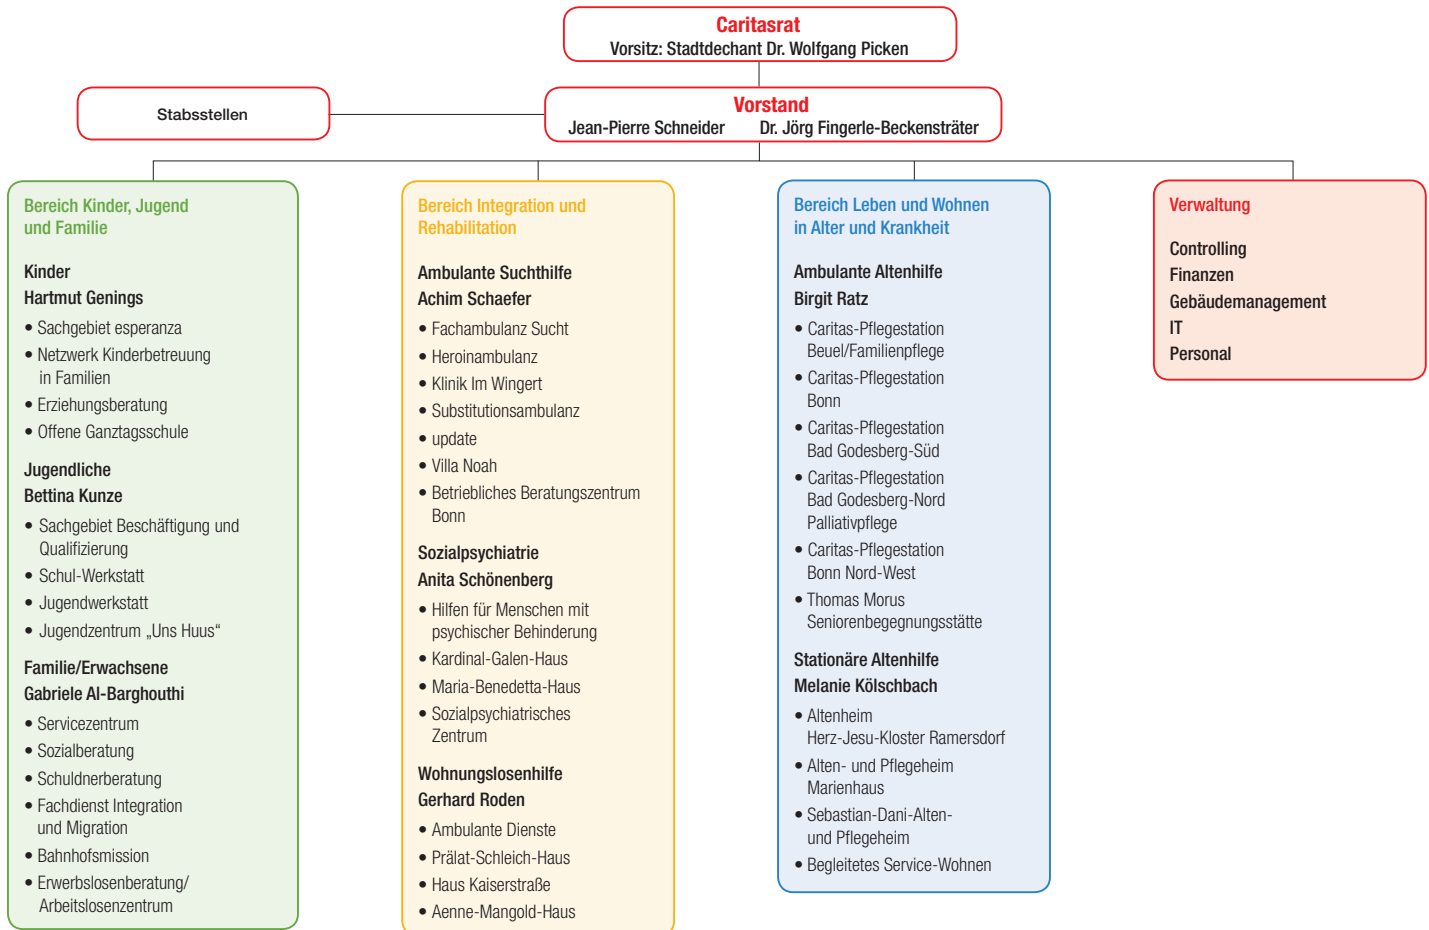 Caritasrat
Vorsitz: Stadtdechant Dr. Wolfgang Picken
Stabsstellen
Vorstand
Jean-Pierre Schneider Dr. Jörg Fingerle-Beckensträter
Bereich Kinder, Jugend
und Familie
Kinder
Hartmut Genings
• Sachgebiet esperanza
• Netzwerk Kinderbetreuung
in Familien
• Erziehungsberatung
• Offene Ganztagsschule
Jugendliche
Bettina Kunze
• Sachgebiet Beschäftigung und
Qualifizierung
• Schul-Werkstatt
• Jugendwerkstatt
• Jugendzentrum „Uns Huus“
Familie/Erwachsene
Gabriele Al-Barghouthi
• Servicezentrum
• Sozialberatung
• Schuldnerberatung
• Fachdienst Integration
und Migration
• Bahnhofsmission
• Erwerbslosenberatung/
Arbeitslosenzentrum
Bereich Integration und
Rehabilitation
Ambulante Suchthilfe
Achim Schaefer
• Fachambulanz Sucht
• Heroinambulanz
• Klinik Im Wingert
• Substitutionsambulanz
• update
• Villa Noah
• Betriebliches Beratungszentrum
Bonn
Sozialpsychiatrie
Anita Schönenberg
• Hilfen für Menschen mit
psychischer Behinderung
• Kardinal-Galen-Haus
• Maria-Benedetta-Haus
• Sozialpsychiatrisches
Zentrum
Wohnungslosenhilfe
Gerhard Roden
• Ambulante Dienste
• Prälat-Schleich-Haus
• Haus Kaiserstraße
• Aenne-Mangold-Haus
Bereich Leben und Wohnen
in Alter und Krankheit
Ambulante Altenhilfe
Birgit Ratz
• Caritas-Pflegestation
Beuel/Familienpflege
• Caritas-Pflegestation
Bonn
• Caritas-Pflegestation
Bad Godesberg-Süd
• Caritas-Pflegestation
Bad Godesberg-Nord
Palliativpflege
• Caritas-Pflegestation
Bonn Nord-West
• Thomas Morus
Seniorenbegegnungsstätte
Stationäre Altenhilfe
Melanie Kölschbach
• Altenheim
Herz-Jesu-Kloster Ramersdorf
• Alten- und Pflegeheim
Marienhaus
• Sebastian-Dani-Alten-
und Pflegeheim
• Begleitetes Service-Wohnen
Verwaltung
Controlling
Finanzen
Gebäudemanagement
IT
Personal